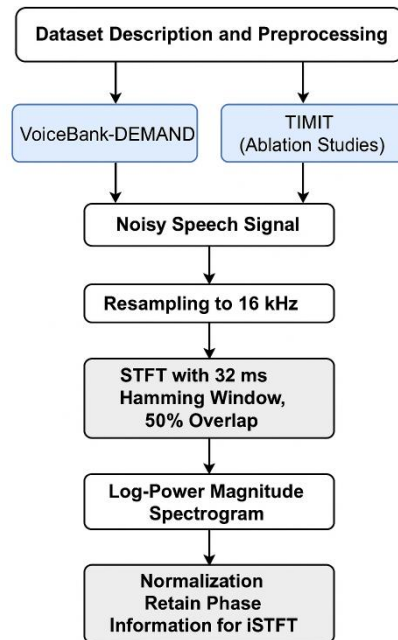 Dataset Description and Preprocessing
VoiceBank-DEMAND
TIMIT
(Ablation Studies)
Noisy Speech Signal
Resampling to 16 kHz
STFT with 32 ms
Hamming Window,
50% Overlap
Log-Power Magnitude
Spectrogram
Normalization
Retain Phase
Information for iSTFT